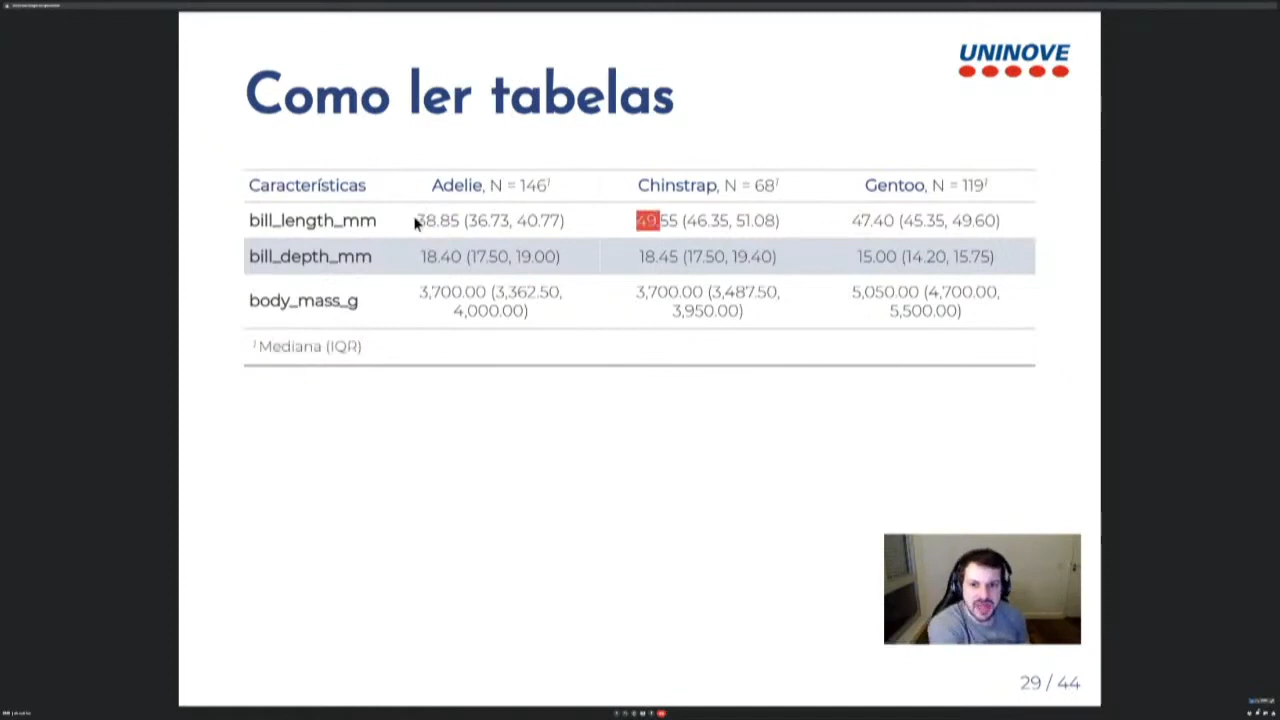 UNINOVE
Como ler tabelas
Características Adelie, N = 146¹ Chinstrap, N = 68¹ Gentoo, N = 119¹
bill_length_mm 38.85 (36.73, 40.77) 49.55 (46.35, 51.08) 47.40 (45.35, 49.60)
bill_depth_mm 18.40 (17.50, 19.00) 18.45 (17.50, 19.40) 15.00 (14.20, 15.75)
body_mass_g 3,700.00 (3,362.50, 4,000.00) 3,700.00 (3,487.50, 3,950.00) 5,050.00 (4,700.00, 5,500.00)
¹ Mediana (IQR)
29 / 44